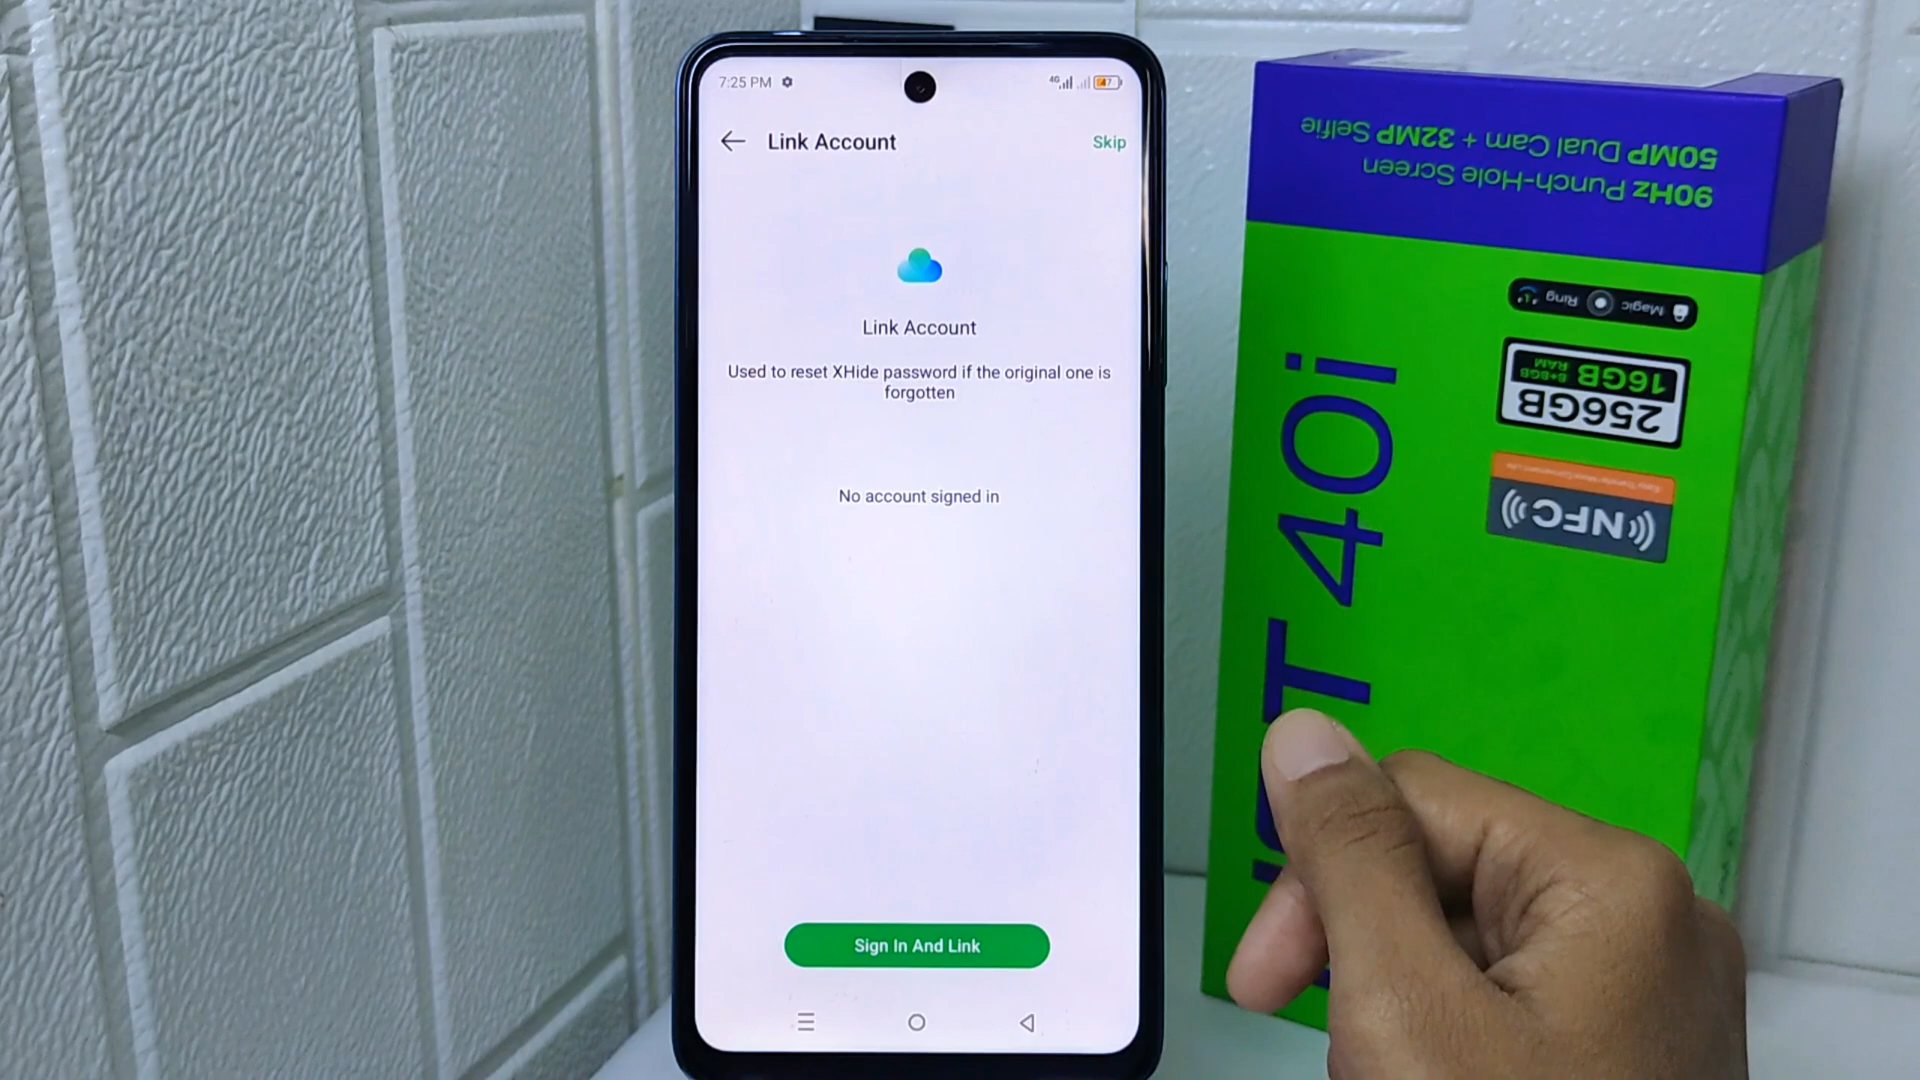 7:25 PM
4G
47
Link Account
Skip
Link Account
Used to reset XHide password if the original one is
forgotten
No account signed in
Sign In And Link
90Hz Punch-Hole Screen
50MP Dual Cam + 32MP Selfie
Magic Ring
256GB
16GB
8+8GB
RAM
NFC
T 40i